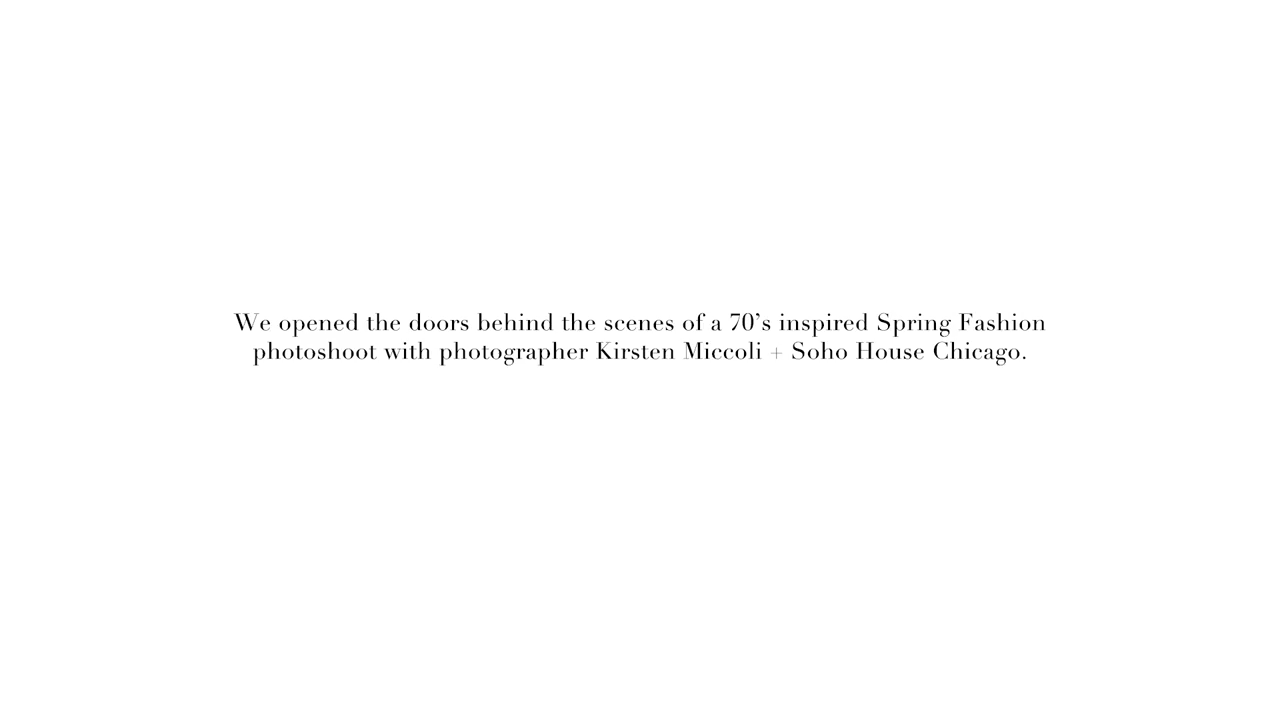 We opened the doors behind the scenes of a 70’s inspired Spring Fashion
photoshoot with photographer Kirsten Miccoli + Soho House Chicago.